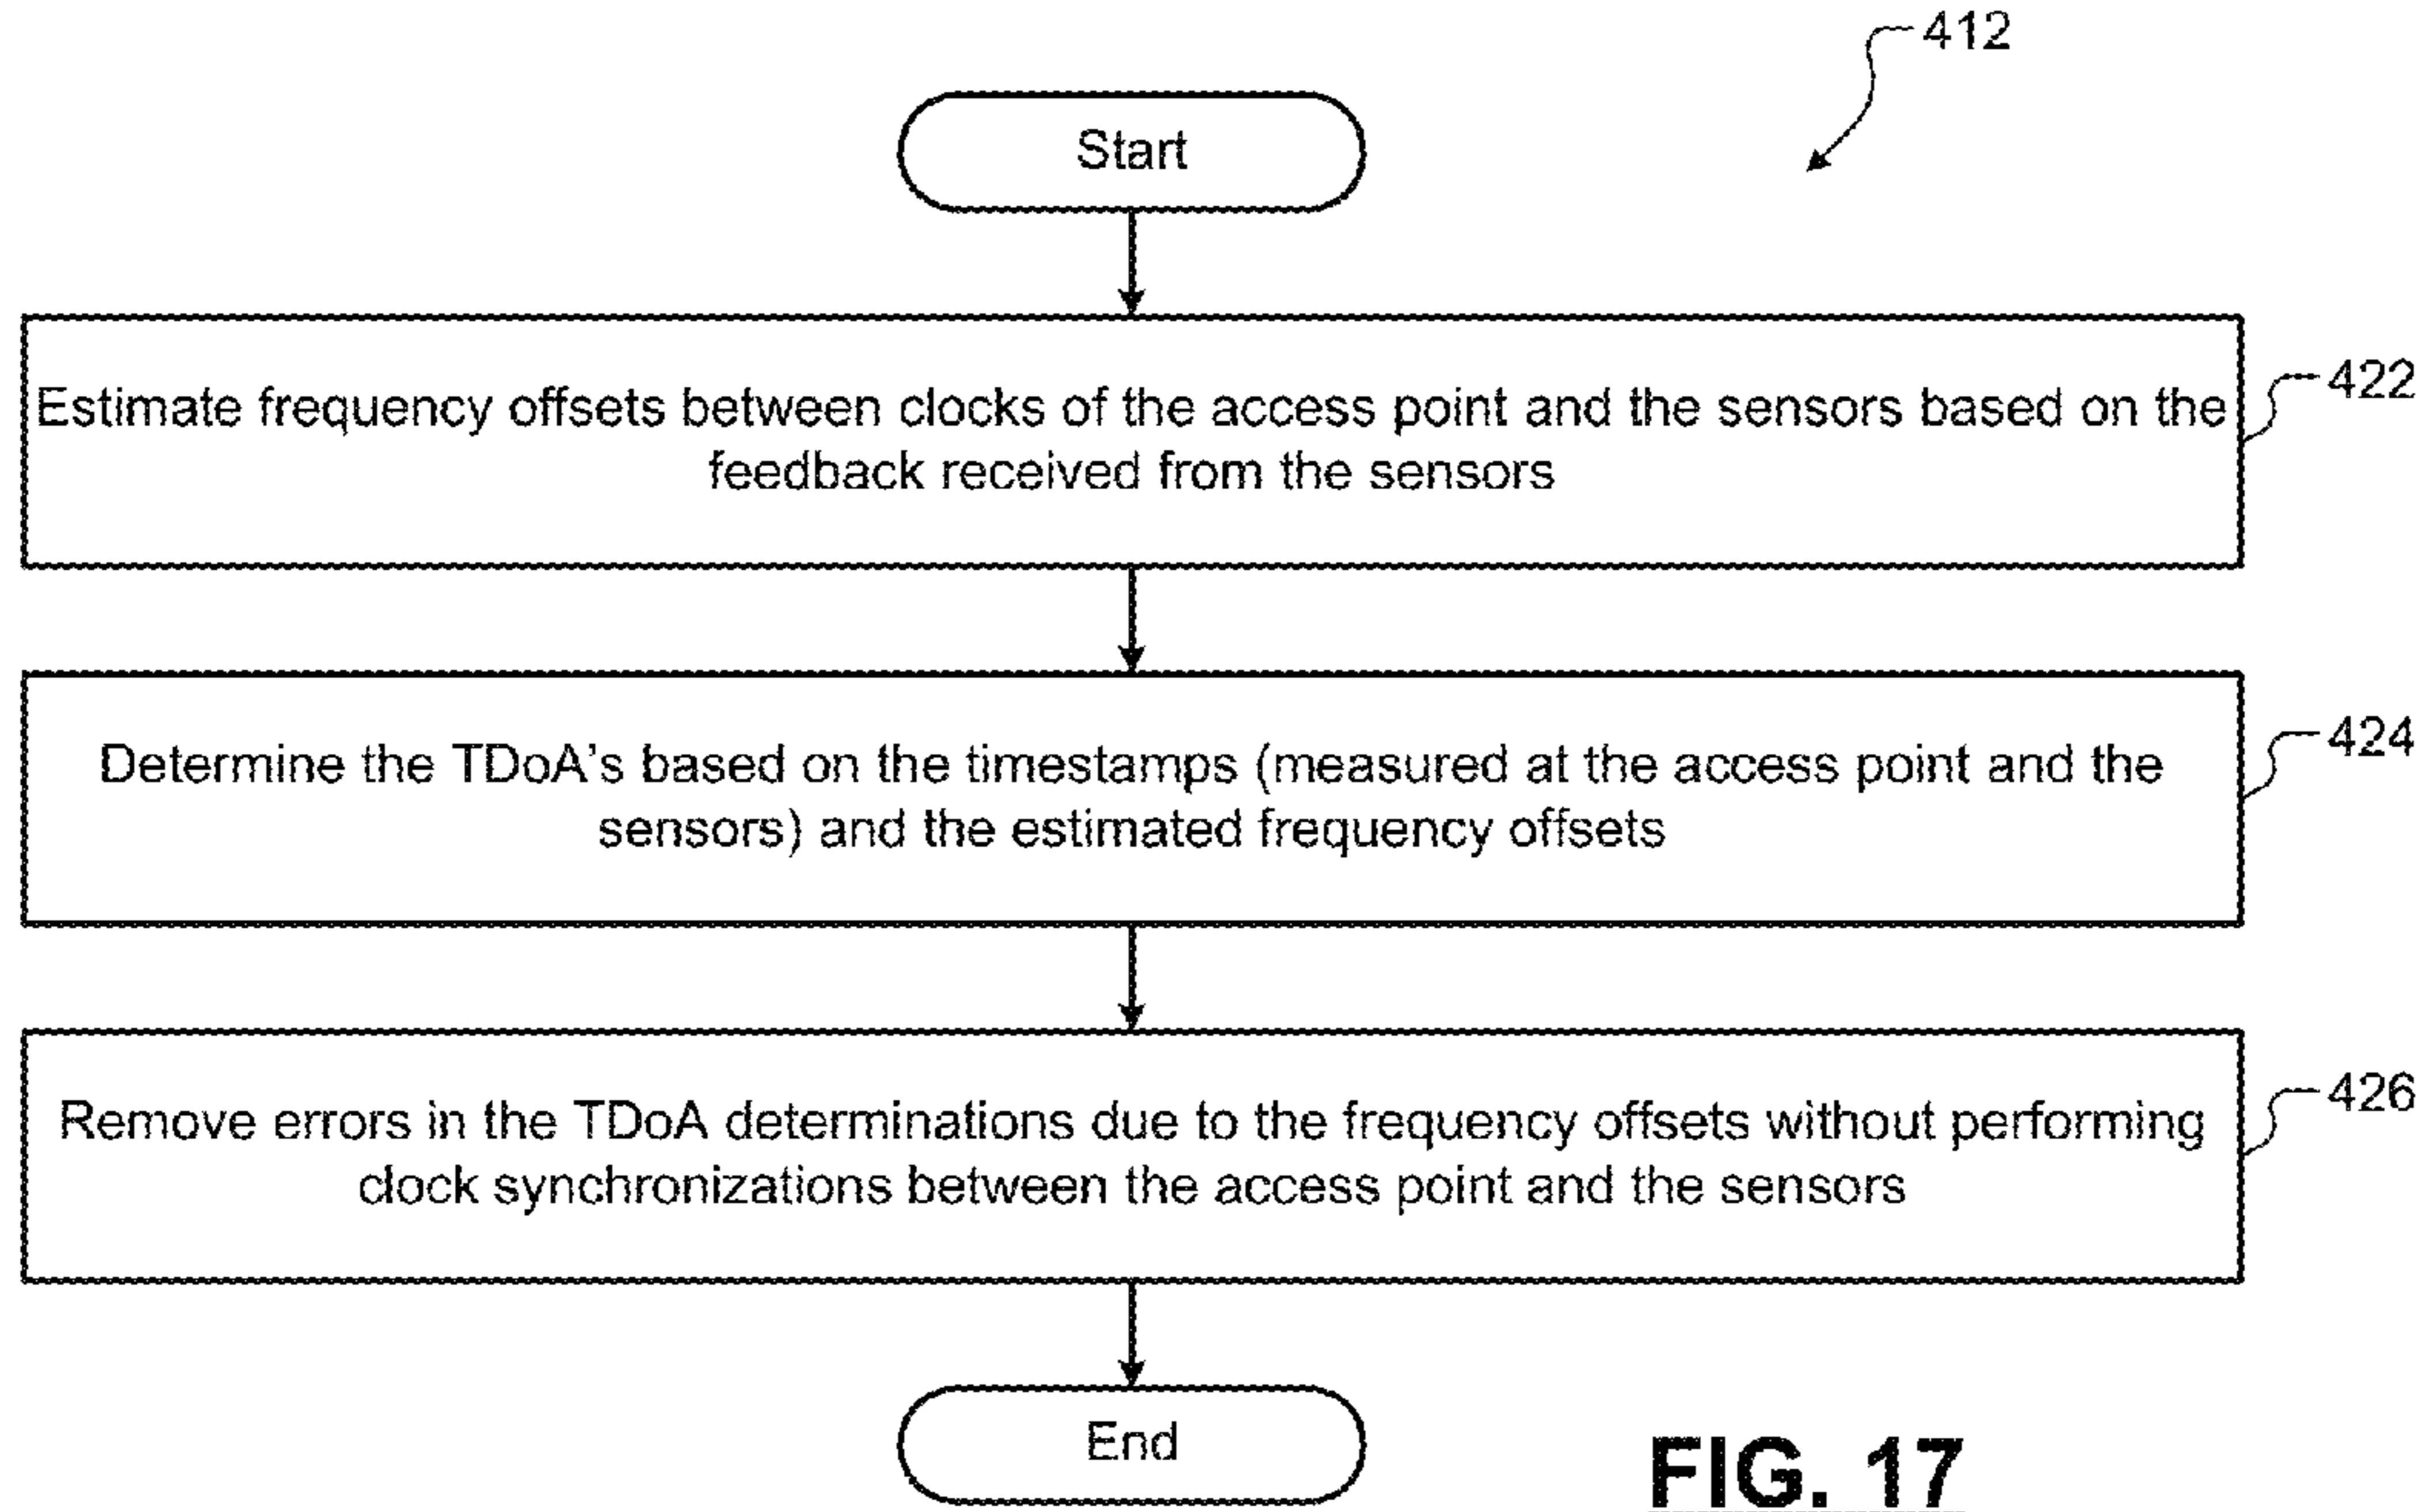 412
Start
Estimate frequency offsets between clocks of the access point and the sensors based on the
feedback received from the sensors
422
Determine the TDoA's based on the timestamps (measured at the access point and the
sensors) and the estimated frequency offsets
424
Remove errors in the TDoA determinations due to the frequency offsets without performing
clock synchronizations between the access point and the sensors
426
End
FIG. 17